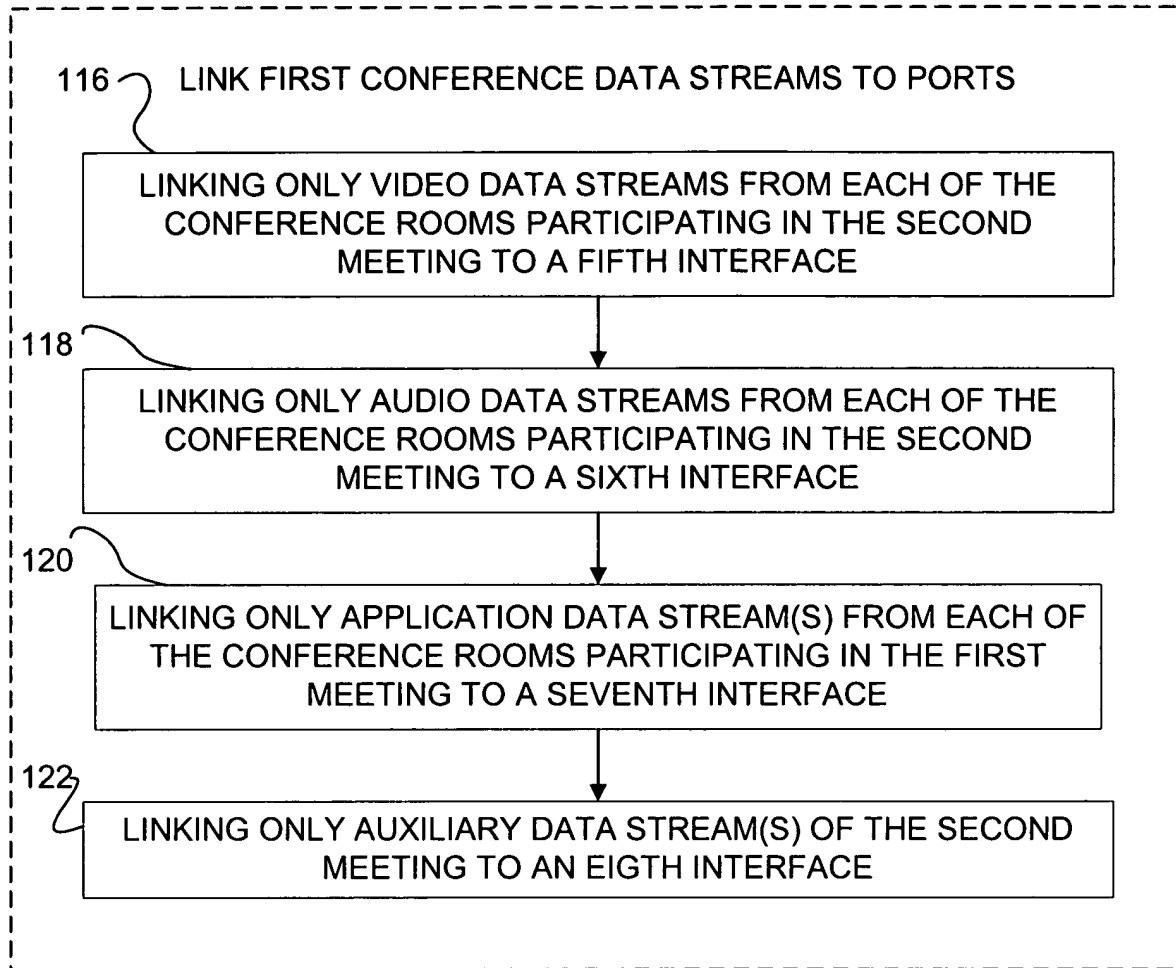 116 LINK FIRST CONFERENCE DATA STREAMS TO PORTS
LINKING ONLY VIDEO DATA STREAMS FROM EACH OF THE
CONFERENCE ROOMS PARTICIPATING IN THE SECOND
MEETING TO A FIFTH INTERFACE
118
LINKING ONLY AUDIO DATA STREAMS FROM EACH OF THE
CONFERENCE ROOMS PARTICIPATING IN THE SECOND
MEETING TO A SIXTH INTERFACE
120
LINKING ONLY APPLICATION DATA STREAM(S) FROM EACH OF
THE CONFERENCE ROOMS PARTICIPATING IN THE FIRST
MEETING TO A SEVENTH INTERFACE
122
LINKING ONLY AUXILIARY DATA STREAM(S) OF THE SECOND
MEETING TO AN EIGTH INTERFACE